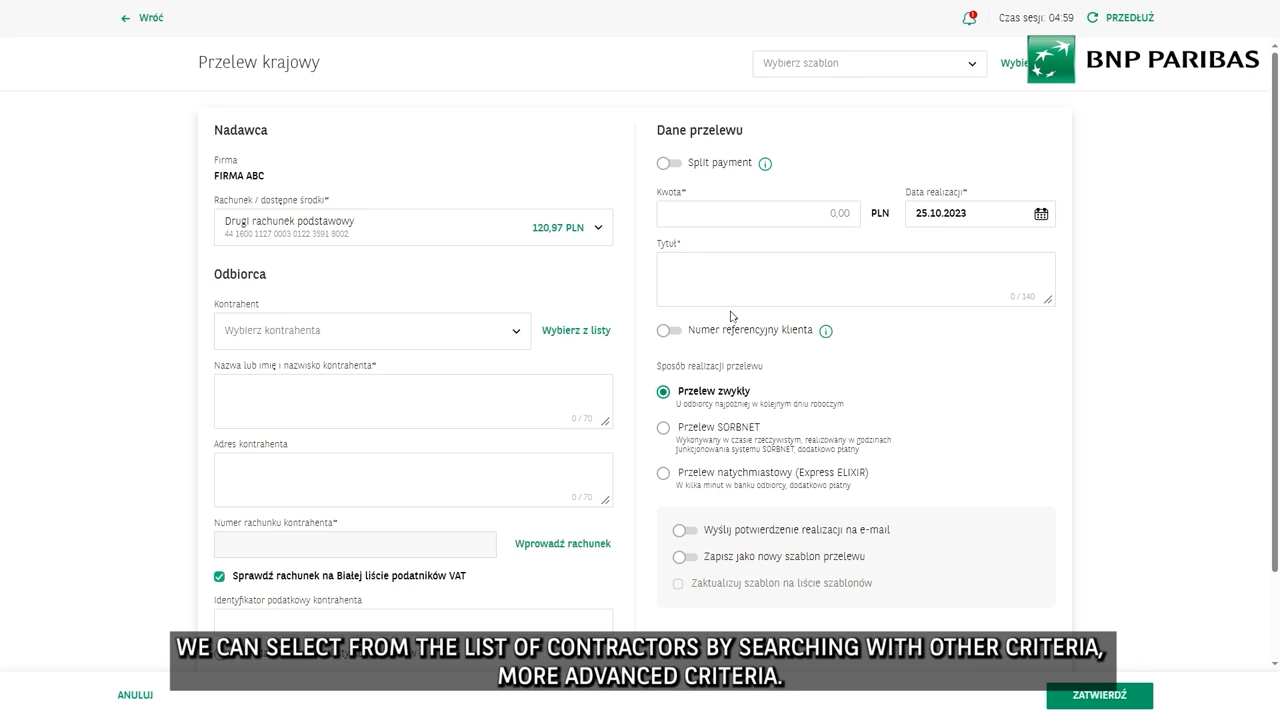 Wróć
Czas sesji: 04:59
PRZEDŁUŻ
Przelew krajowy
Wybierz szablon
BNP PARIBAS
Nadawca
Firma
FIRMA ABC
Rachunek / dostępne środki*
Drugi rachunek podstawowy
44 1600 1127 0003 0122 3591 8002
120,97 PLN
Odbiorca
Kontrahent
Wybierz kontrahenta
Wybierz z listy
Nazwa lub imię i nazwisko kontrahenta*
0 / 70
Adres kontrahenta
0 / 70
Numer rachunku kontrahenta*
Wprowadź rachunek
Sprawdź rachunek na Białej liście podatników VAT
Identyfikator podatkowy kontrahenta
Dane przelewu
Split payment
Kwota*
0,00
PLN
Data realizacji*
25.10.2023
Tytuł*
0 / 140
Numer referencyjny klienta
Sposób realizacji przelewu
Przelew zwykły
U odbiorcy najpóźniej w kolejnym dniu roboczym
Przelew SORBNET
Wykonywany w czasie rzeczywistym, realizowany w godzinach
funkcjonowania systemu SORBNET, dodatkowo płatny
Przelew natychmiastowy (Express ELIXIR)
W kilka minut w banku odbiorcy, dodatkowo płatny
Wyślij potwierdzenie realizacji na e-mail
Zapisz jako nowy szablon przelewu
Zaktualizuj szablon na liście szablonów
WE CAN SELECT FROM THE LIST OF CONTRACTORS BY SEARCHING WITH OTHER CRITERIA,
MORE ADVANCED CRITERIA.
ANULUJ
ZATWIERDŹ